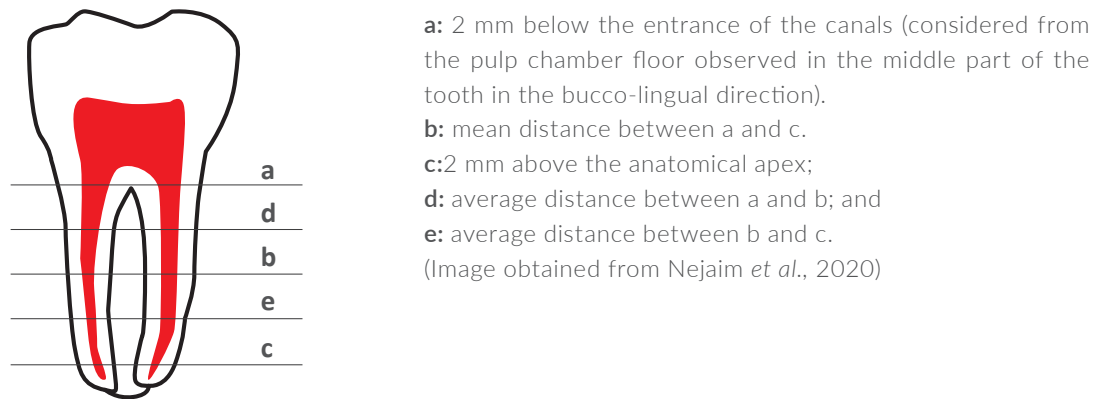 a: 2 mm below the entrance of the canals (considered from
the pulp chamber floor observed in the middle part of the
tooth in the bucco-lingual direction).
b: mean distance between a and c.
c:2 mm above the anatomical apex;
d: average distance between a and b; and
e: average distance between b and c.
(Image obtained from Nejaim et al., 2020)
a
d
b
e
c